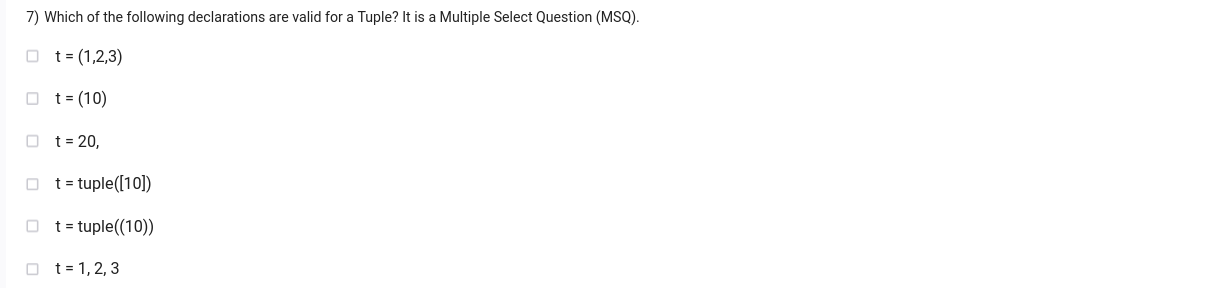 7) Which of the following declarations are valid for a Tuple? It is a Multiple Select Question (MSQ).
t = (1,2,3)
t = (10)
t = 20,
t = tuple([10])
t = tuple((10))
t = 1, 2, 3